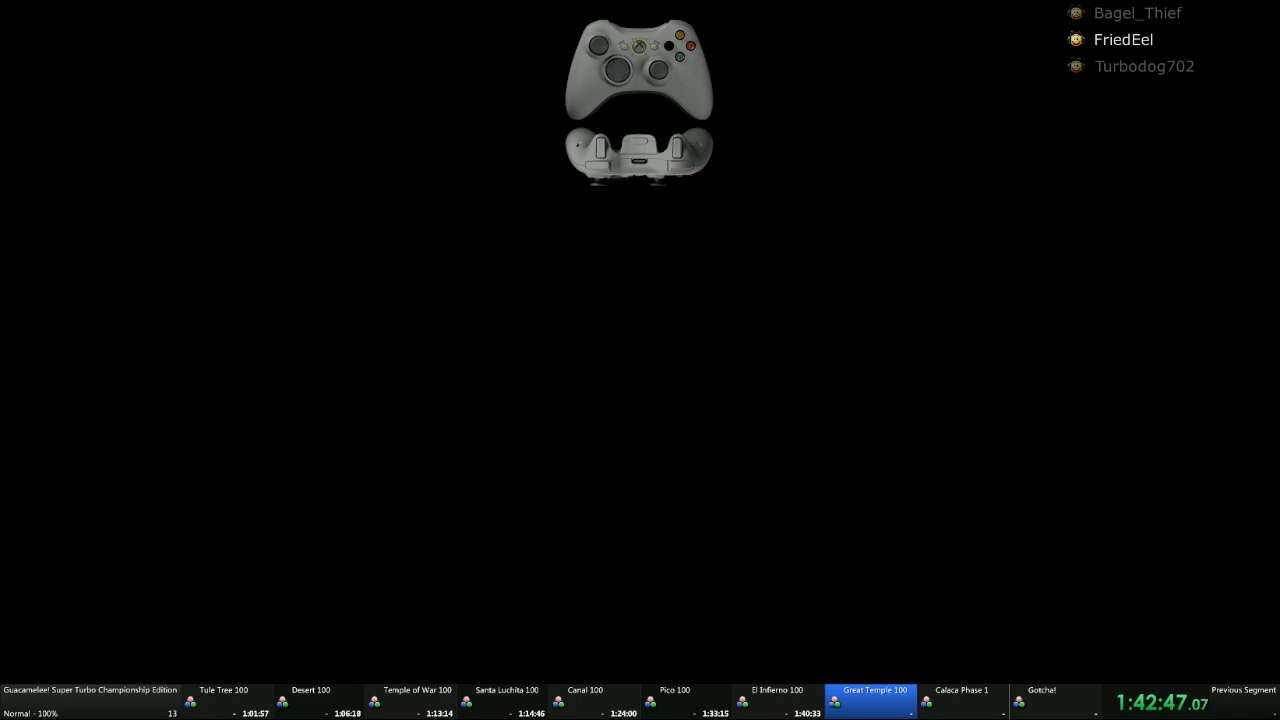 Bagel_Thief
FriedEel
Turbodog702
Guacamelee! Super Turbo Championship Edition
Normal - 100% 13
Tule Tree 100
- 1:01:57
Desert 100
- 1:06:18
Temple of War 100
- 1:13:14
Santa Luchita 100
- 1:14:46
Canal 100
- 1:24:00
Pico 100
- 1:33:15
El Infierno 100
- 1:40:33
Great Temple 100
-
Calaca Phase 1
-
Gotcha!
-
1:42:47.07
Previous Segment
-